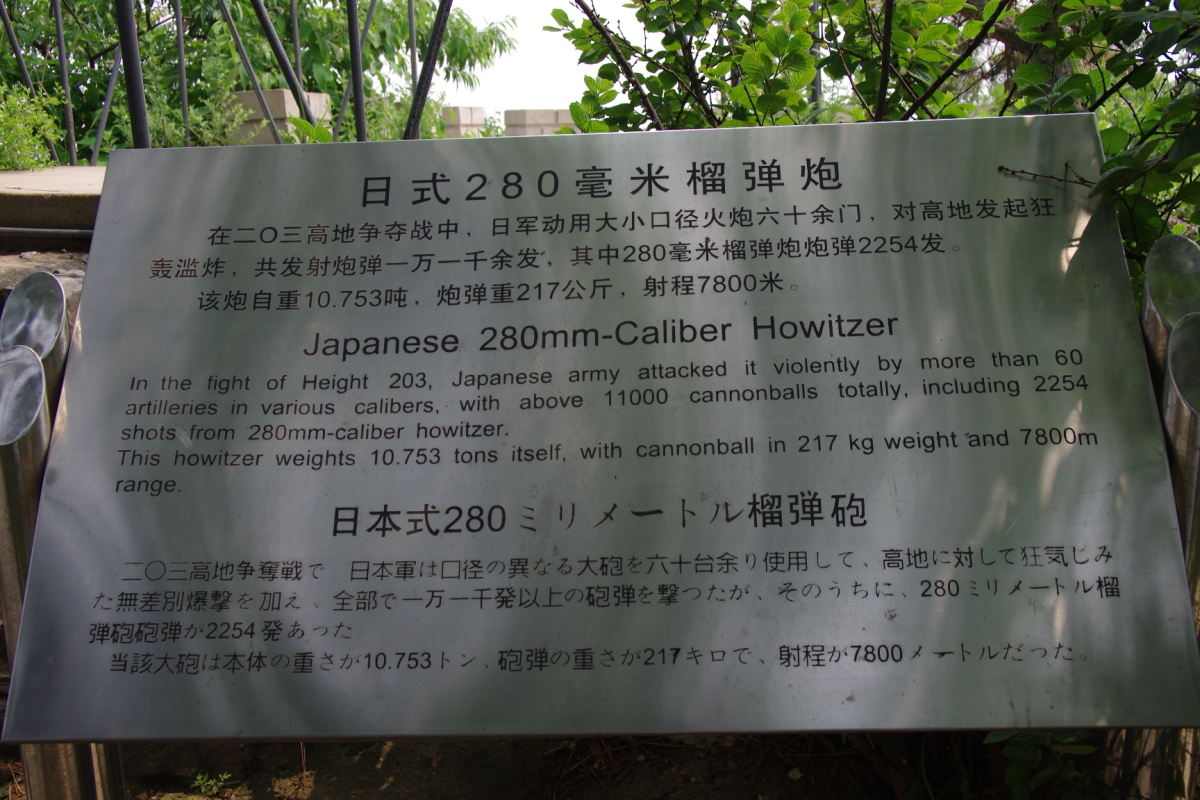 日式280毫米榴弹炮
在二〇三高地争夺战中，日军动用大小口径火炮六十余门，对高地发起狂
轰滥炸，共发射炮弹一万一千余发，其中280毫米榴弹炮炮弹2254发。
该炮自重10.753吨，炮弹重217公斤，射程7800米。
Japanese 280mm-Caliber Howitzer
In the fight of Height 203, Japanese army attacked it violently by more than 60
artilleries in various calibers, with above 11000 cannonballs totally, including 2254
shots from 280mm-caliber howitzer.
This howitzer weights 10.753 tons itself, with cannonball in 217 kg weight and 7800m
range.
日本式280ミリメートル榴弾砲
二〇三高地争奪戦で　日本軍は口径の異なる大砲を六十台余り使用して、高地に対して狂気じみ
た無差別爆撃を加え、全部で一万一千発以上の砲弾を撃つたが、そのうちに、280ミリメートル榴
弾砲砲弾が2254発あった
当該大砲は本体の重さが10.753トン、砲弾の重さが217キロで、射程が7800メートルだった。